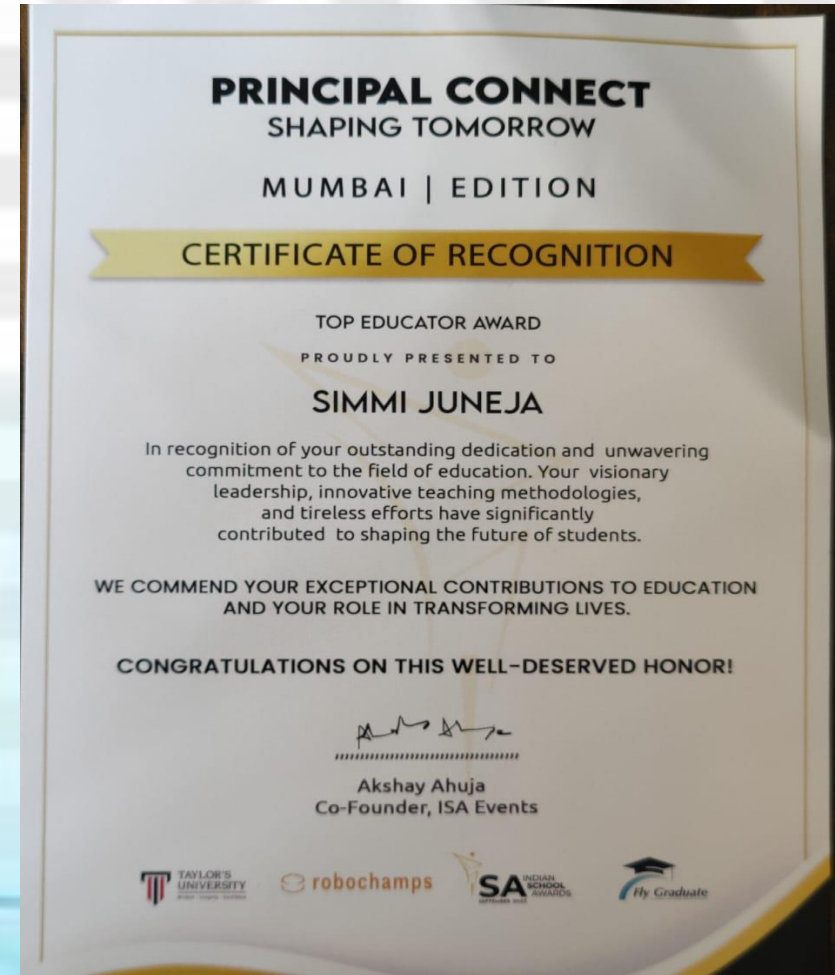 PRINCIPAL CONNECT
SHAPING TOMORROW
MUMBAI | EDITION
CERTIFICATE OF RECOGNITION
TOP EDUCATOR AWARD
PROUDLY PRESENTED TO
SIMMI JUNEJA
In recognition of your outstanding dedication and unwavering
commitment to the field of education. Your visionary
leadership, innovative teaching methodologies,
and tireless efforts have significantly
contributed to shaping the future of students.
WE COMMEND YOUR EXCEPTIONAL CONTRIBUTIONS TO EDUCATION
AND YOUR ROLE IN TRANSFORMING LIVES.
CONGRATULATIONS ON THIS WELL-DESERVED HONOR!
Akshay Ahuja
Co-Founder, ISA Events
TAYLOR'S
UNIVERSITY
robochamps
SA INDIAN
SCHOOL
AWARDS
Fly Graduate